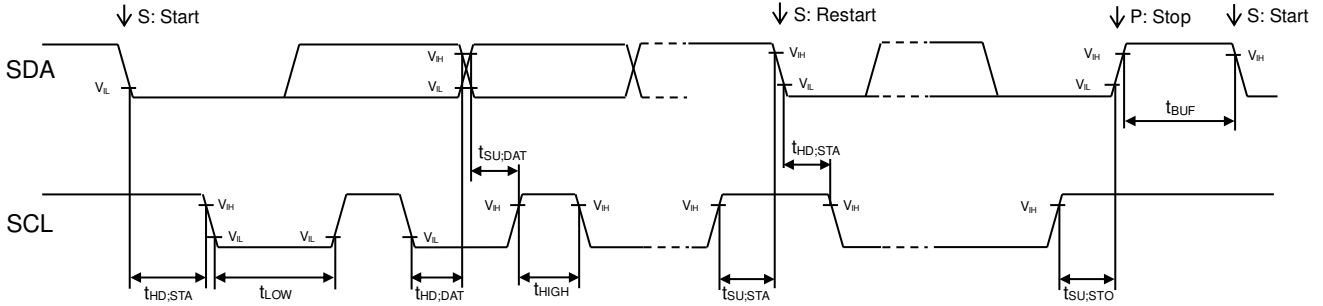 S: Start
S: Restart
P: Stop
S: Start
SDA
VIL
VIH
VIL
VIH
VIL
VIH
VIL
VIH
tBUF
tSU;DAT
tHD;STA
SCL
VIH
VIL
VIL
VIL
VIH
VIH
VIH
VIH
VIH
tHD;STA
tLOW
tHD;DAT
tHIGH
tSU;STA
tSU;STO